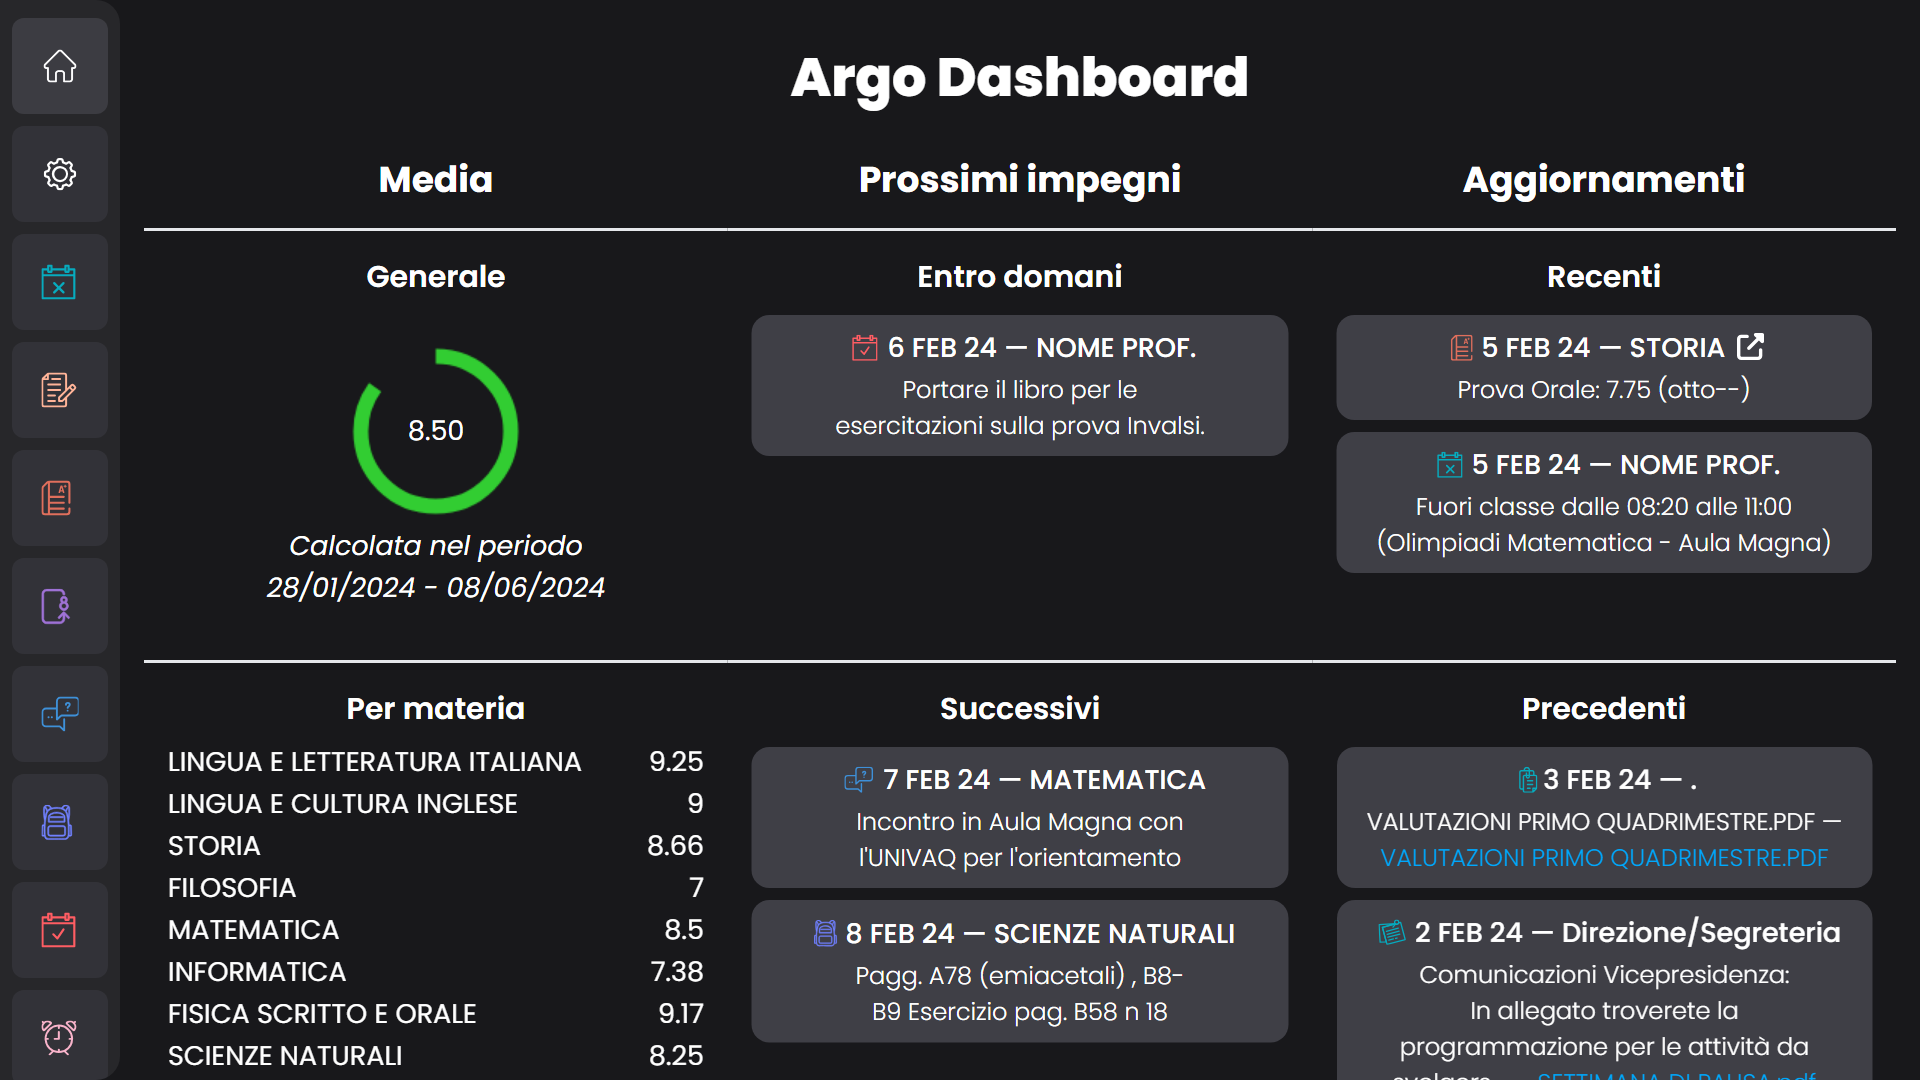 Argo Dashboard
Media
Generale
8.50
Calcolata nel periodo
28/01/2024 - 08/06/2024
Per materia
LINGUA E LETTERATURA ITALIANA 9.25
LINGUA E CULTURA INGLESE 9
STORIA 8.66
FILOSOFIA 7
MATEMATICA 8.5
INFORMATICA 7.38
FISICA SCRITTO E ORALE 9.17
SCIENZE NATURALI 8.25
Prossimi impegni
Entro domani
6 FEB 24 — NOME PROF.
Portare il libro per le
esercitazioni sulla prova Invalsi.
Successivi
7 FEB 24 — MATEMATICA
Incontro in Aula Magna con
l'UNIVAQ per l'orientamento
8 FEB 24 — SCIENZE NATURALI
Pagg. A78 (emiacetali) , B8-
B9 Esercizio pag. B58 n 18
Aggiornamenti
Recenti
5 FEB 24 — STORIA
Prova Orale: 7.75 (otto--)
5 FEB 24 — NOME PROF.
Fuori classe dalle 08:20 alle 11:00
(Olimpiadi Matematica - Aula Magna)
Precedenti
3 FEB 24 — .
VALUTAZIONI PRIMO QUADRIMESTRE.PDF —
VALUTAZIONI PRIMO QUADRIMESTRE.PDF
2 FEB 24 — Direzione/Segreteria
Comunicazioni Vicepresidenza:
In allegato troverete la
programmazione per le attività da
SETTIMANA DI PAUSA.pdf